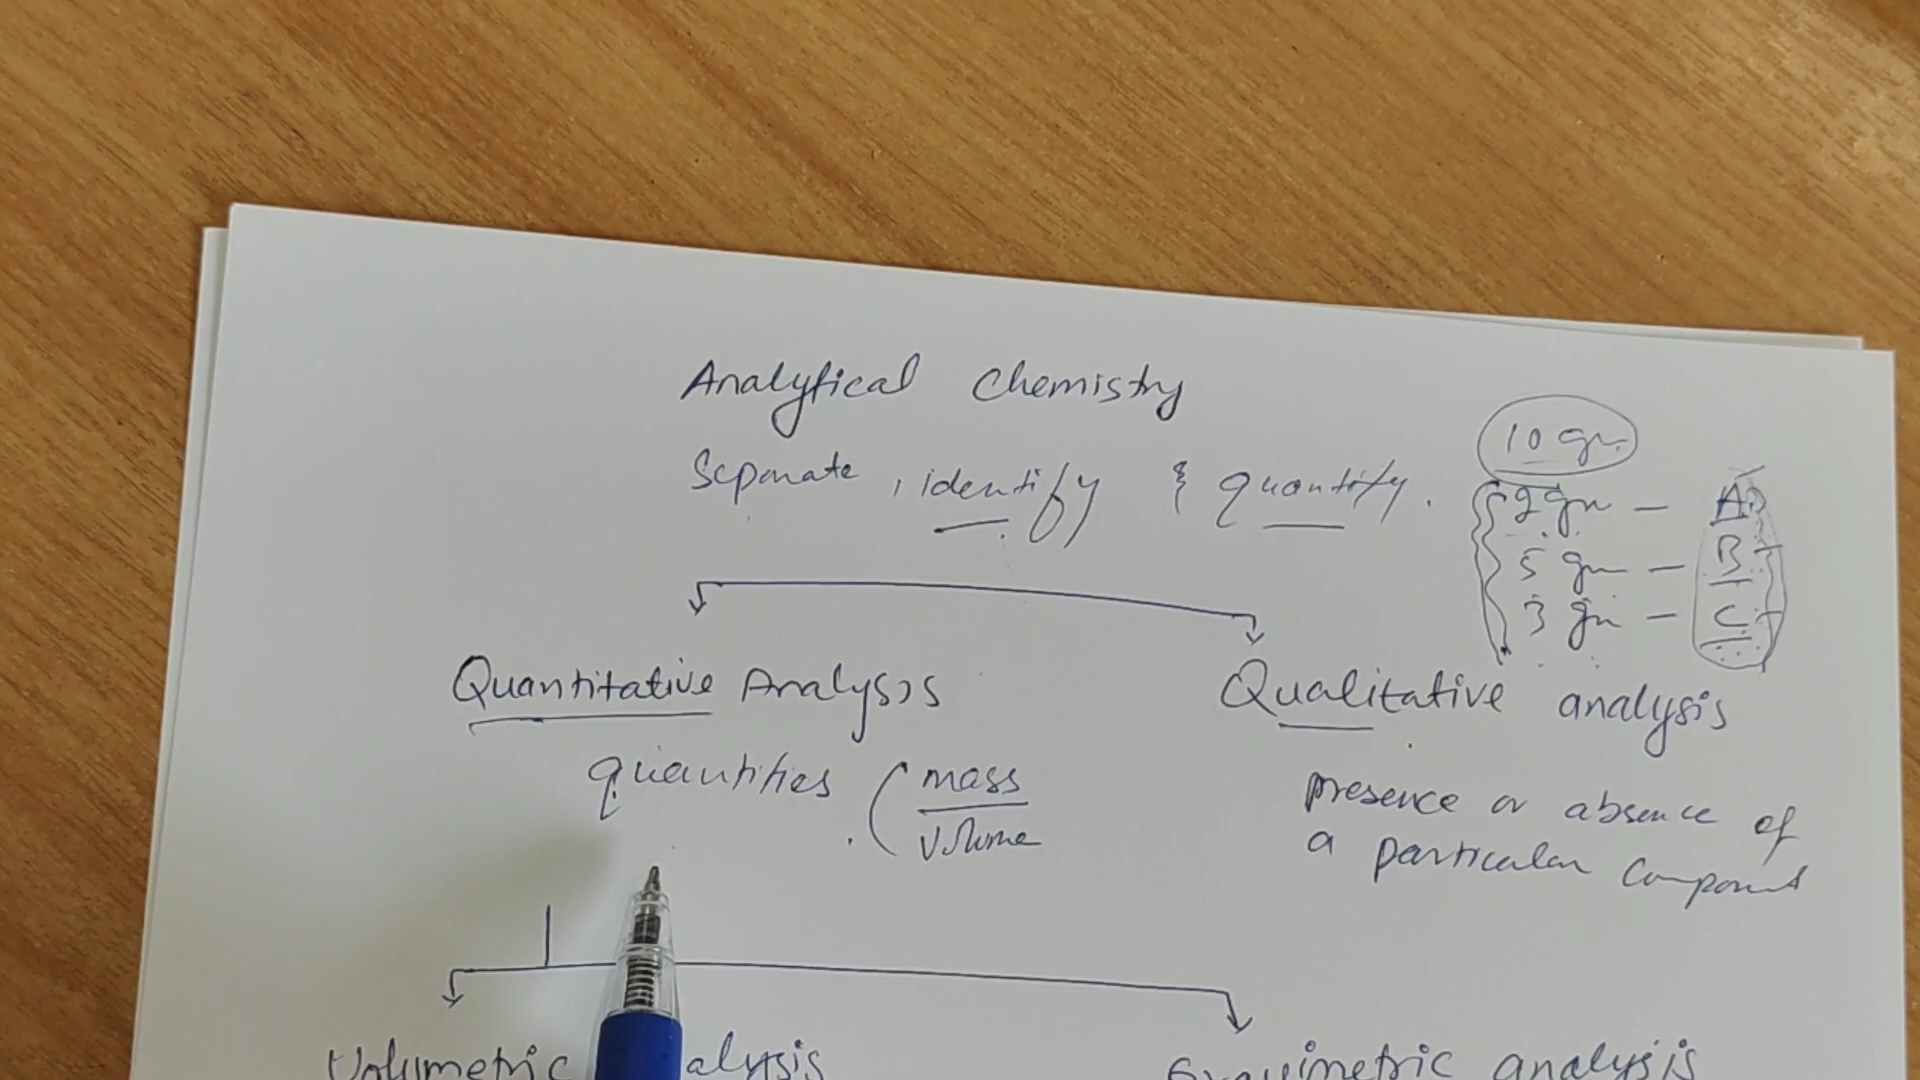 Analytical chemistry
Separate, identify & quantify.
10 gm
2 gm — A
5 gm — B
3 gm — C
Quantitative Analysis
quantities. ( mass
volume
Qualitative analysis
presence or absence of
a particular compound
Volumetric alysis
Gravimetric analysis